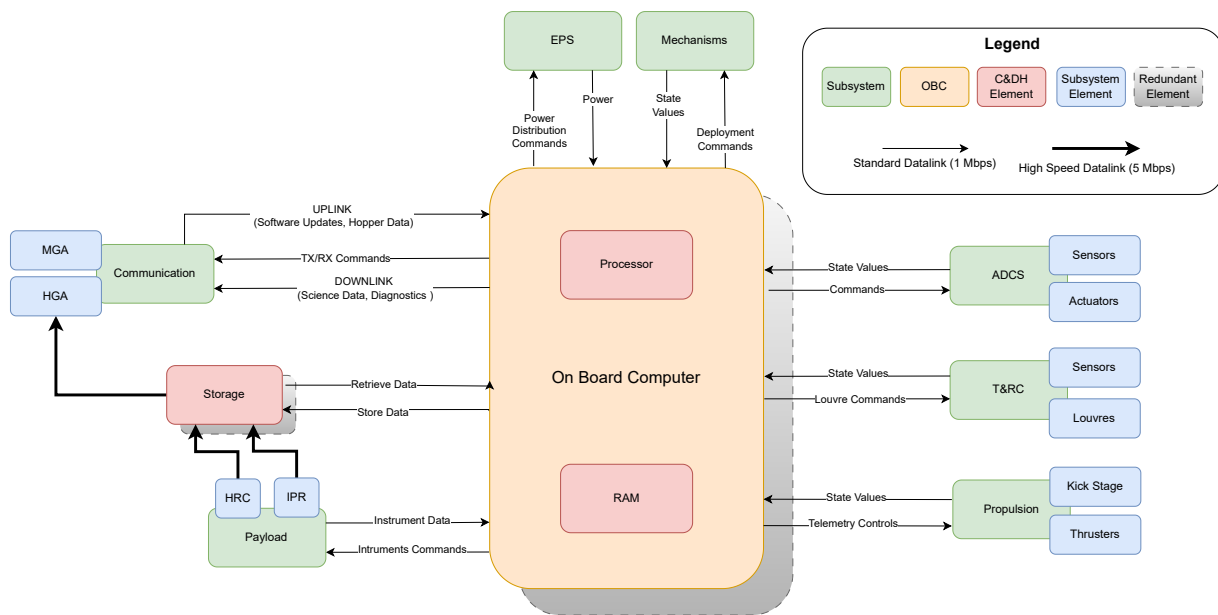 EPS
Mechanisms
Legend
Subsystem
OBC
C&DH
Element
Subsystem
Element
Redundant
Element
Standard Datalink (1 Mbps)
High Speed Datalink (5 Mbps)
Power
Distribution
Commands
Power
State
Values
Deployment
Commands
UPLINK
(Software Updates, Hopper Data)
MGA
Communication
HGA
TX/RX Commands
DOWNLINK
(Science Data, Diagnostics )
Processor
State Values
Commands
ADCS
Sensors
Actuators
Storage
Retrieve Data
Store Data
On Board Computer
State Values
Louvre Commands
T&RC
Sensors
Louvres
HRC
IPR
Payload
Instrument Data
Intruments Commands
RAM
State Values
Telemetry Controls
Propulsion
Kick Stage
Thrusters